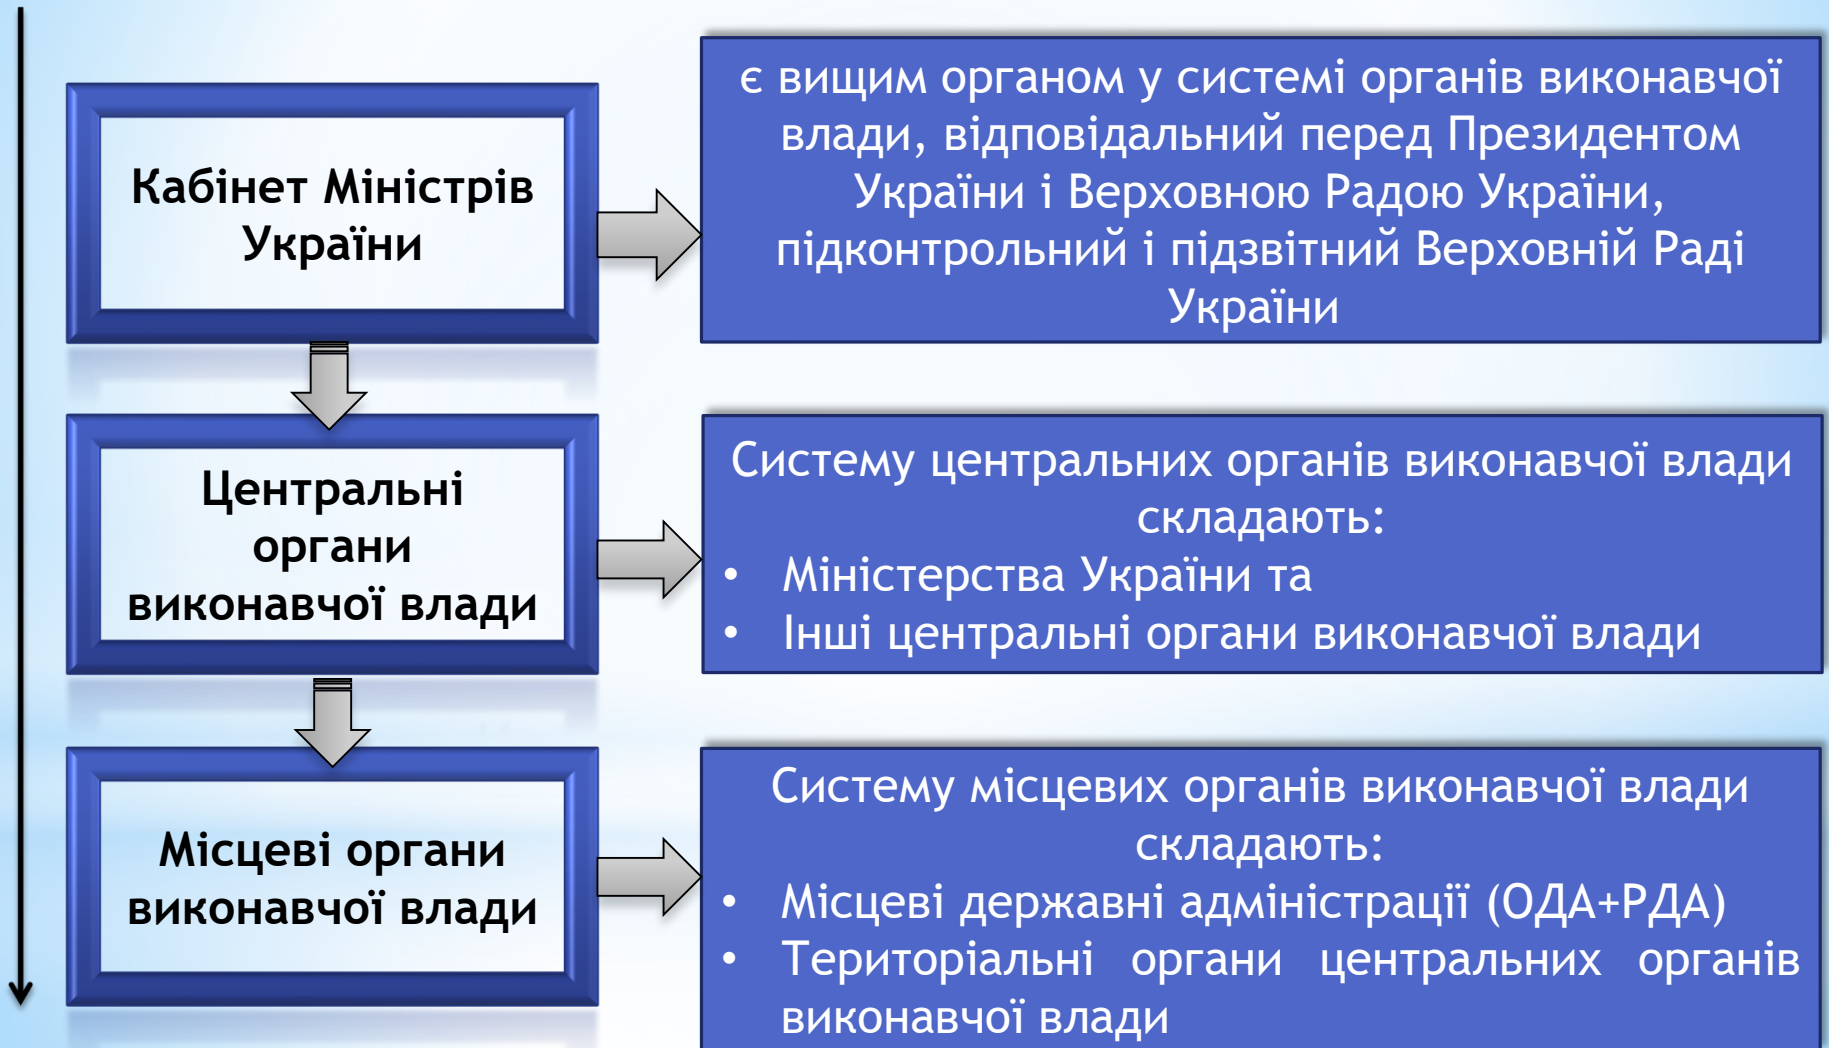 Кабінет Міністрів
України
є вищим органом у системі органів виконавчої
влади, відповідальний перед Президентом
України і Верховною Радою України,
підконтрольний і підзвітний Верховній Раді
України
Центральні
органи
виконавчої влади
Систему центральних органів виконавчої влади
складають:
• Міністерства України та
• Інші центральні органи виконавчої влади
Місцеві органи
виконавчої влади
Систему місцевих органів виконавчої влади
складають:
• Місцеві державні адміністрації (ОДА+РДА)
• Територіальні органи центральних органів
виконавчої влади